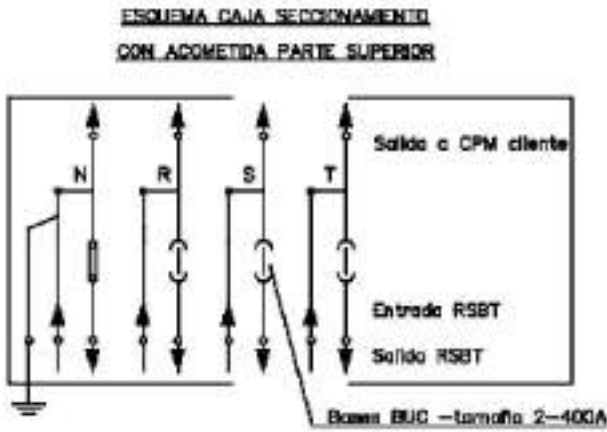 ESQUEMA CAJA SECCIONAMIENTO
CON ACOMETIDA PARTE SUPERIOR
Salida a CPM cliente
N R S T
Entrada RSBT
Salida RSBT
Bases BUC -tamaño 2-400A